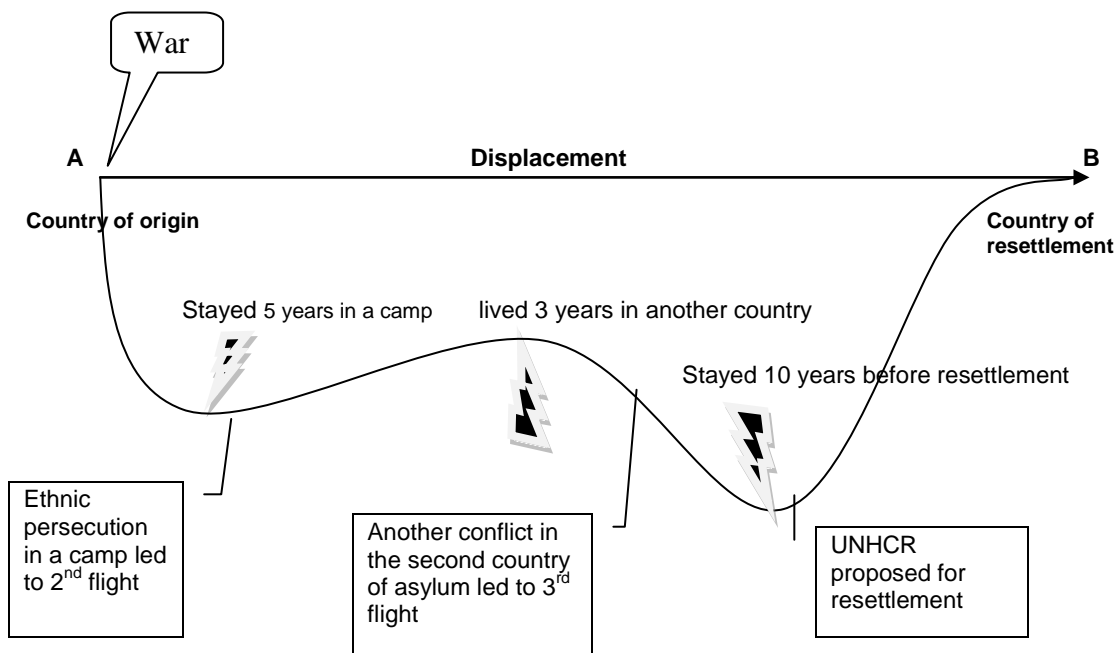 War
A
Displacement
B
Country of origin
Country of
resettlement
Stayed 5 years in a camp
lived 3 years in another country
Stayed 10 years before resettlement
Ethnic
persecution
in a camp led
to 2nd flight
Another conflict in
the second country
of asylum led to 3rd
flight
UNHCR
proposed for
resettlement